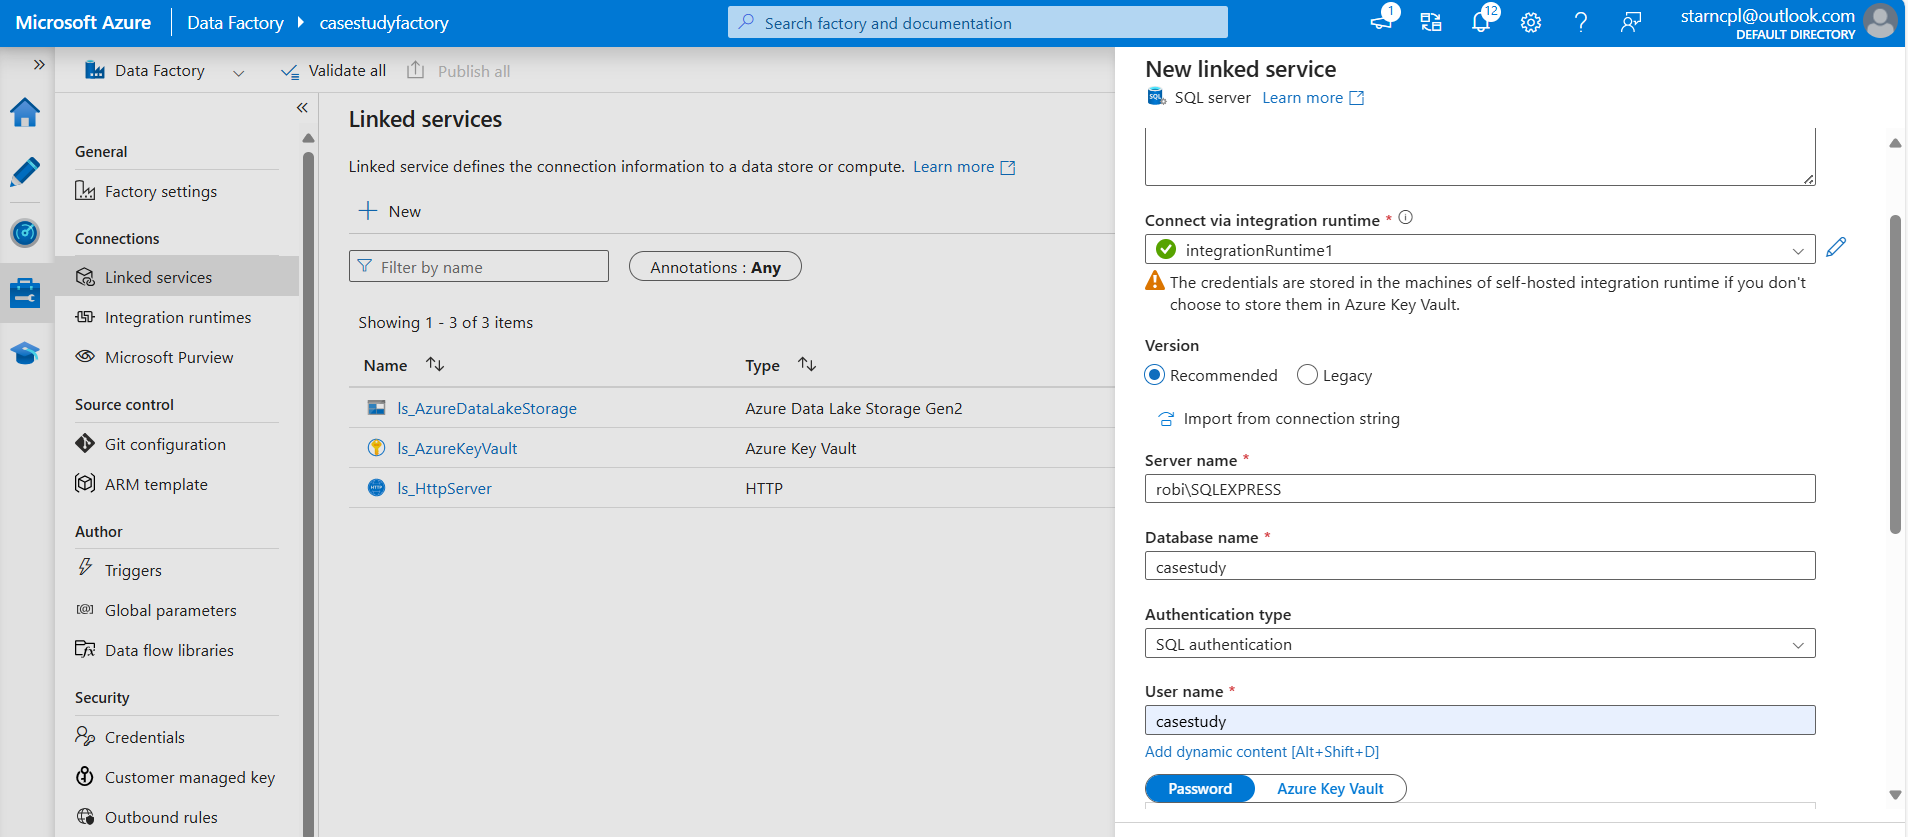 Microsoft Azure
Data Factory
casestudyfactory
Search factory and documentation
1
12
starncpl@outlook.com
DEFAULT DIRECTORY
Data Factory
Validate all
Publish all
General
Factory settings
Connections
Linked services
Integration runtimes
Microsoft Purview
Source control
Git configuration
ARM template
Author
Triggers
Global parameters
Data flow libraries
Security
Credentials
Customer managed key
Outbound rules
Linked services
Linked service defines the connection information to a data store or compute. Learn more
New
Filter by name
Annotations : Any
Showing 1 - 3 of 3 items
Name
Type
ls_AzureDataLakeStorage
Azure Data Lake Storage Gen2
ls_AzureKeyVault
Azure Key Vault
HTTP
ls_HttpServer
HTTP
New linked service
SQL
SQL server Learn more
Connect via integration runtime *
integrationRuntime1
The credentials are stored in the machines of self-hosted integration runtime if you don't
choose to store them in Azure Key Vault.
Version
Recommended
Legacy
Import from connection string
Server name *
robi\SQLEXPRESS
Database name *
casestudy
Authentication type
SQL authentication
User name *
casestudy
Add dynamic content [Alt+Shift+D]
Password
Azure Key Vault